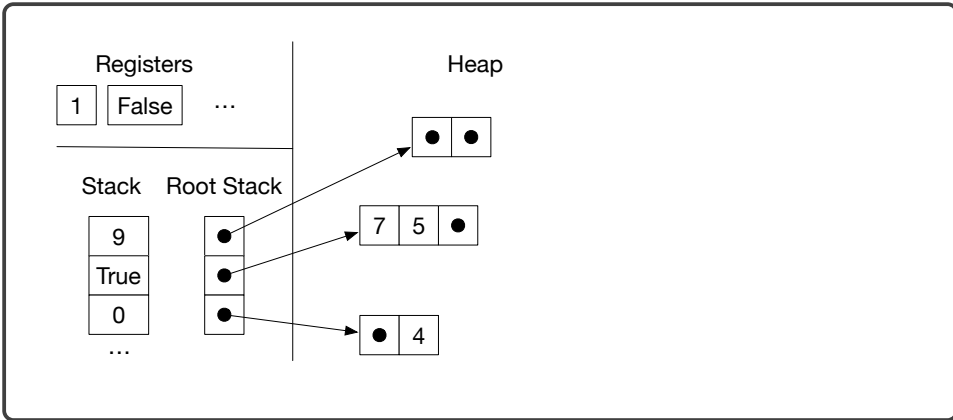 Registers
Heap
1 False …
Stack Root Stack
9
7 5
True
0
4
…